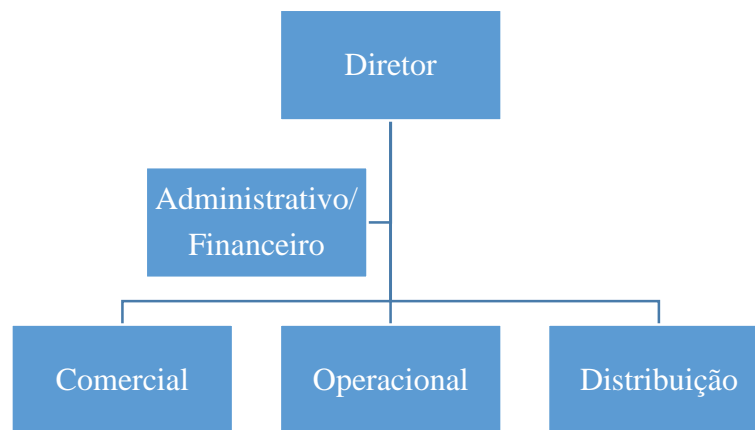 Diretor
Administrativo/
Financeiro
Comercial
Operacional
Distribuição